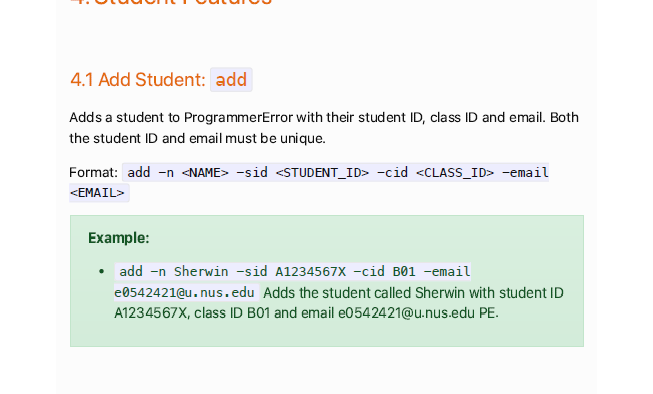 4. Student Features
4.1 Add Student: add
Adds a student to ProgrammerError with their student ID, class ID and email. Both
the student ID and email must be unique.
Format: add -n <NAME> -sid <STUDENT_ID> -cid <CLASS_ID> -email
<EMAIL>
Example:
• add -n Sherwin -sid A1234567X -cid B01 -email
e0542421@u.nus.edu Adds the student called Sherwin with student ID
A1234567X, class ID B01 and email e0542421@u.nus.edu PE.